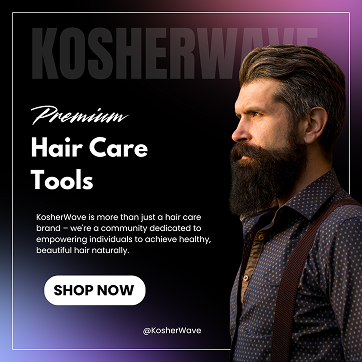 KOSHERWAVE
Premium
Hair Care
Tools
KosherWave is more than just a hair care
brand – we're a community dedicated to
empowering individuals to achieve healthy,
beautiful hair naturally.
SHOP NOW
@KosherWave